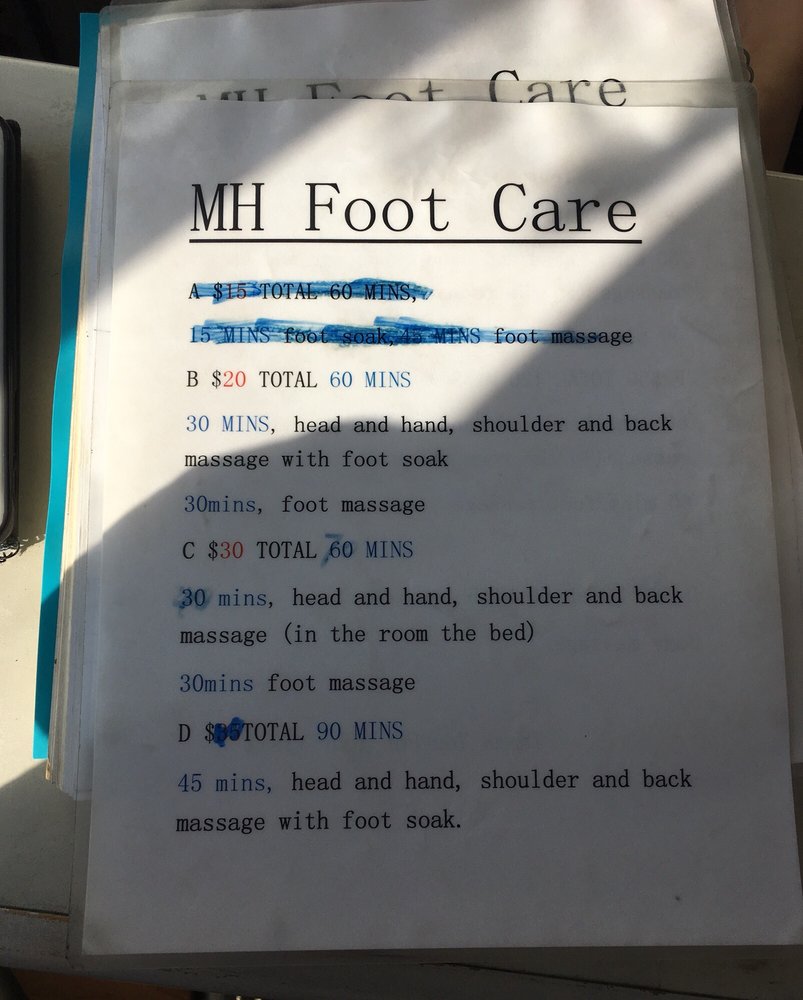 MH Foot Care
MH Foot Care
A $15 TOTAL 60 MINS,
15 MINS foot soak, 45 MINS foot massage
B $20 TOTAL 60 MINS
30 MINS, head and hand, shoulder and back
massage with foot soak
30mins, foot massage
C $30 TOTAL 60 MINS
30 mins, head and hand, shoulder and back
massage (in the room the bed)
30mins foot massage
D $35TOTAL 90 MINS
45 mins, head and hand, shoulder and back
massage with foot soak.